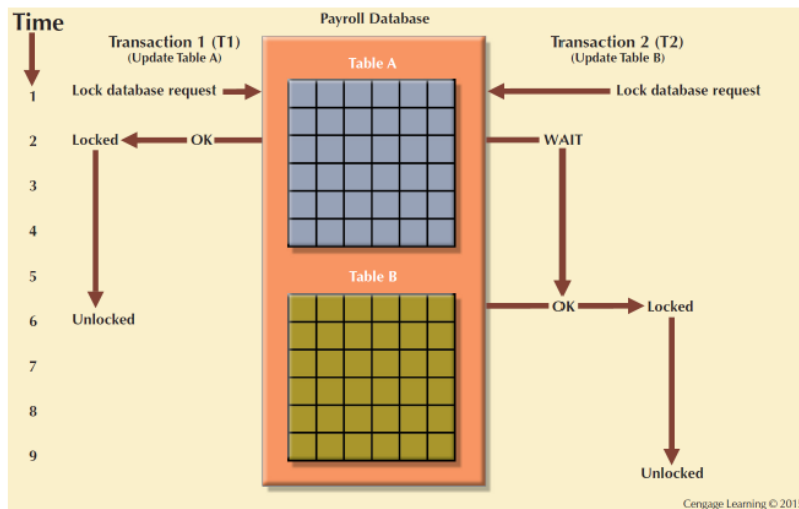 Time
Payroll Database
Transaction 1 (T1)
(Update Table A)
Transaction 2 (T2)
(Update Table B)
Table A
1
Lock database request
Lock database request
2
Locked
OK
WAIT
3
4
5
Table B
OK
Locked
6
Unlocked
7
8
9
Unlocked
Cengage Learning © 2015